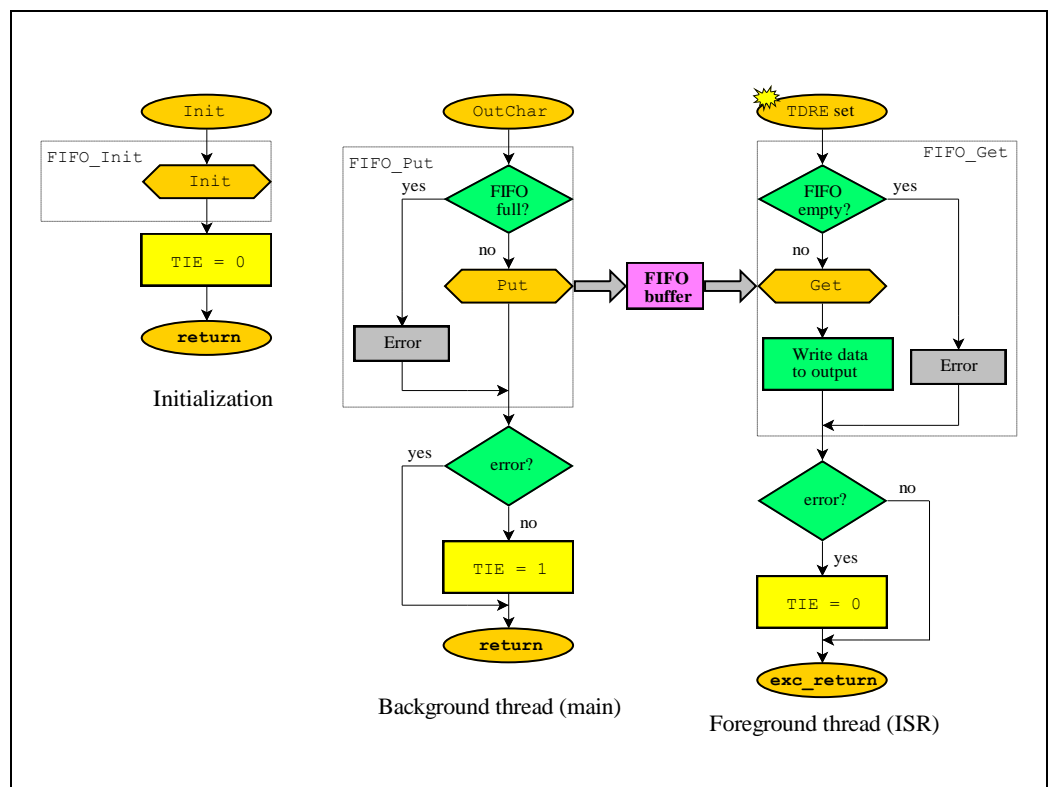 Init
FIFO_Init
Init
TIE = 0
return
Initialization
OutChar
FIFO_Put
yes
FIFO
full?
no
Put
Error
yes
error?
no
TIE = 1
return
Background thread (main)
FIFO
buffer
TDRE set
FIFO_Get
FIFO
empty?
yes
no
Get
Write data
to output
Error
error?
no
yes
TIE = 0
exc_return
Foreground thread (ISR)